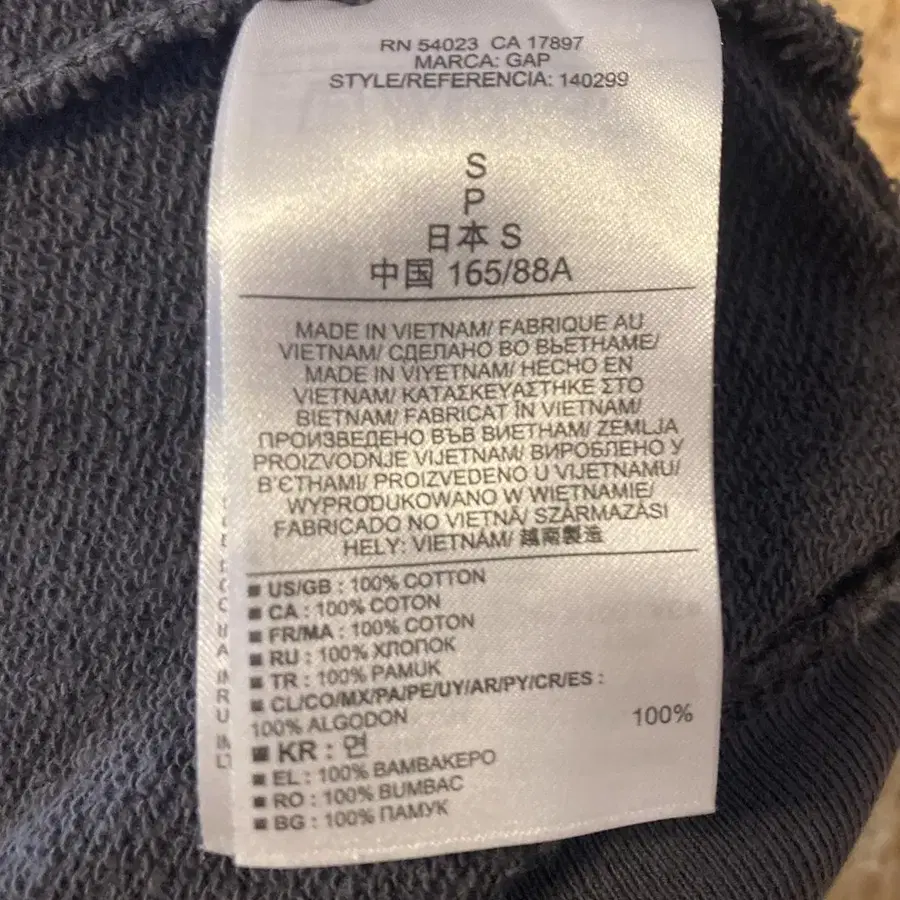 RN 54023 CA 17897
MARCA: GAP
STYLE/REFERENCIA: 140299
S
P
日本 S
中国 165/88A
MADE IN VIETNAM/ FABRIQUE AU
VIETNAM/ СДЕЛАНО ВО ВЬЕТНАМЕ/
MADE IN VIYETNAM/ HECHO EN
VIETNAM/ ΚΑΤΑΣΚΕΥΑΣΤΗΚΕ ΣΤΟ
ΒΙΕΤΝΑΜ/ FABRICAT ÎN VIETNAM/
ПРОИЗВЕДЕНО ВЪВ ВИЕТНАМ/ ZEMLJA
PROIZVODNJE VIJETNAM/ ВИРОБЛЕНО У
В'ЄТНАМІ/ PROIZVEDENO U VIJETNAMU/
WYPRODUKOWANO W WIETNAMIE/
FABRICADO NO VIETNÃ/ SZÁRMAZÁSI
HELY: VIETNÁM/ 越南製造
■ US/GB : 100% COTTON
■ CA : 100% COTON
■ FR/MA : 100% COTON
■ RU : 100% ХЛОПОК
■ TR : 100% PAMUK
■ CL/CO/MX/PA/PE/UY/AR/PY/CR/ES :
100% ALGODON
■ KR : 면 100%
■ EL : 100% ΒΑΜΒΑΚΕΡΟ
■ RO : 100% BUMBAC
■ BG : 100% ПАМУК